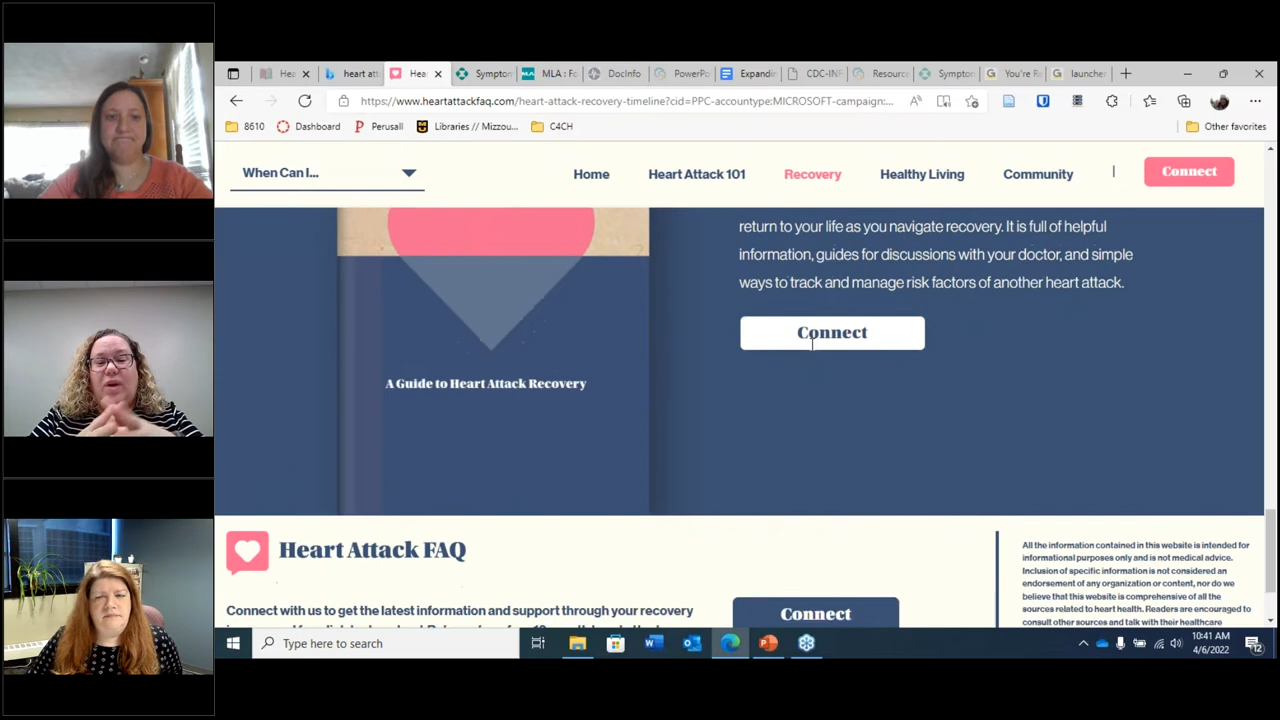 Hea
heart att
Hear
Sympton
MLA : Fo
DocInfo
PowerPo
Expandin
CDC-INF
Resource
Sympton
You're R
launcher
https://www.heartattackfaq.com/heart-attack-recovery-timeline?cid=PPC-accountype:MICROSOFT-campaign:...
8610
Dashboard
Perusall
Libraries // Mizzou...
C4CH
Other favorites
When Can I...
Home
Heart Attack 101
Recovery
Healthy Living
Community
|
Connect
return to your life as you navigate recovery. It is full of helpful
information, guides for discussions with your doctor, and simple
ways to track and manage risk factors of another heart attack.
Connect
A Guide to Heart Attack Recovery
Heart Attack FAQ
Connect with us to get the latest information and support through your recovery
Connect
All the information contained in this website is intended for
informational purposes only and is not medical advice.
Inclusion of specific information is not considered an
endorsement of any organization or content, nor do we
believe that this website is comprehensive of all the
sources related to heart health. Readers are encouraged to
consult other sources and talk with their healthcare
Type here to search
10:41 AM
4/6/2022
12